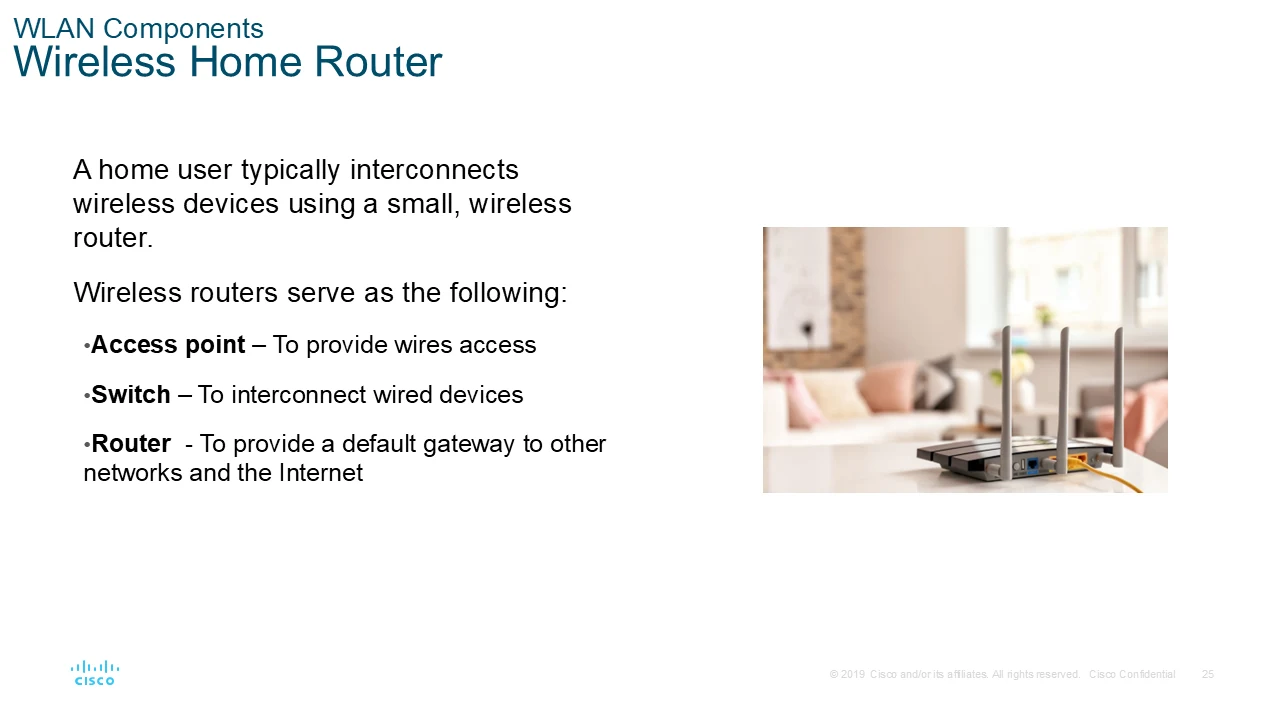 WLAN Components
Wireless Home Router
A home user typically interconnects
wireless devices using a small, wireless
router.
Wireless routers serve as the following:
•Access point – To provide wires access
•Switch – To interconnect wired devices
•Router  - To provide a default gateway to other
networks and the Internet
CISCO
© 2019 Cisco and/or its affiliates. All rights reserved. Cisco Confidential
25